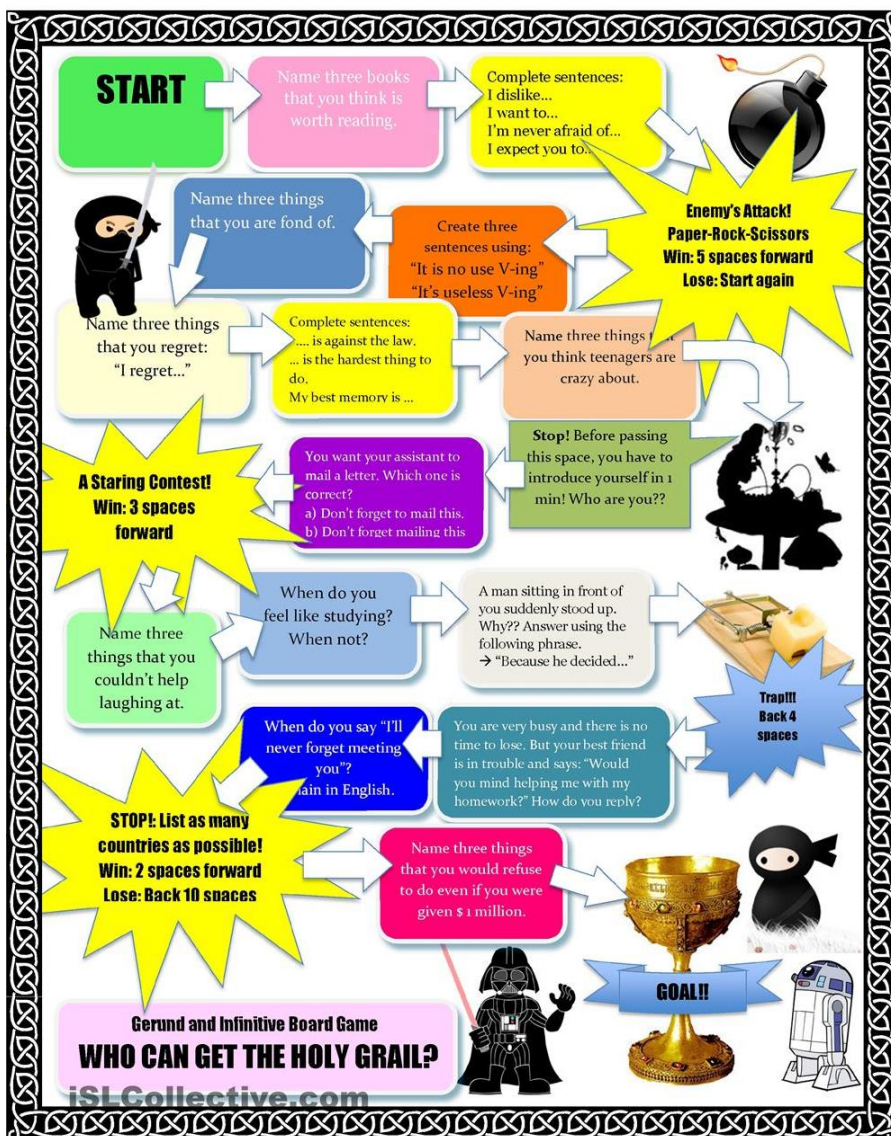 START
Name three books
that you think is
worth reading.
Complete sentences:
I dislike...
I want to...
I'm never afraid of...
I expect you to..
Enemy's Attack!
Paper-Rock-Scissors
Win: 5 spaces forward
Lose: Start again
Create three
sentences using:
"It is no use V-ing"
"It's useless V-ing"
Name three things
that you are fond of.
Name three things
that you regret:
"I regret..."
Complete sentences:
.... is against the law.
... is the hardest thing to
do.
My best memory is ...
Name three things
you think teenagers are
crazy about.
Stop! Before passing
this space, you have to
introduce yourself in 1
min! Who are you??
You want your assistant to
mail a letter. Which one is
correct?
a) Don't forget to mail this.
b) Don't forget mailing this
A Staring Contest!
Win: 3 spaces
forward
Name three
things that you
couldn't help
laughing at.
When do you
feel like studying?
When not?
A man sitting in front of
you suddenly stood up.
Why?? Answer using the
following phrase.
→ "Because he decided..."
Trap!!!
Back 4
spaces
You are very busy and there is no
time to lose. But your best friend
is in trouble and says: "Would
you mind helping me with my
homework?" How do you reply?
When do you say "I'll
never forget meeting
you"?
in English.
STOP!: List as many
countries as possible!
Win: 2 spaces forward
Lose: Back 10 spaces
Name three things
that you would refuse
to do even if you were
given $ 1 million.
GOAL!!
Gerund and Infinitive Board Game
WHO CAN GET THE HOLY GRAIL?
iSLCollective.com